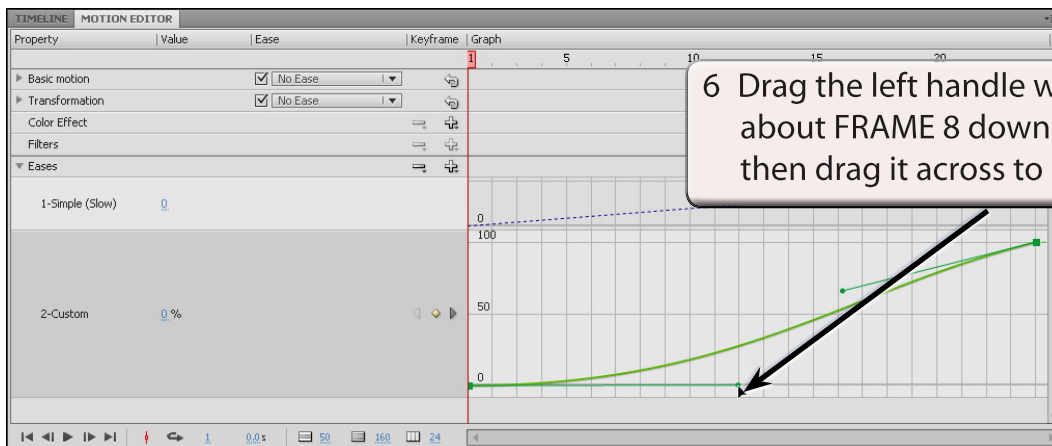 TIMELINE MOTION EDITOR
Property Value Ease Keyframe Graph
1 5 10 15 20
Basic motion No Ease
Transformation No Ease
Color Effect
Filters
Eases
1-Simple (Slow) 0
0
100
50
2-Custom 0 %
0
6 Drag the left handle w
about FRAME 8 down
then drag it across to
1 0.0 s 50 160 24